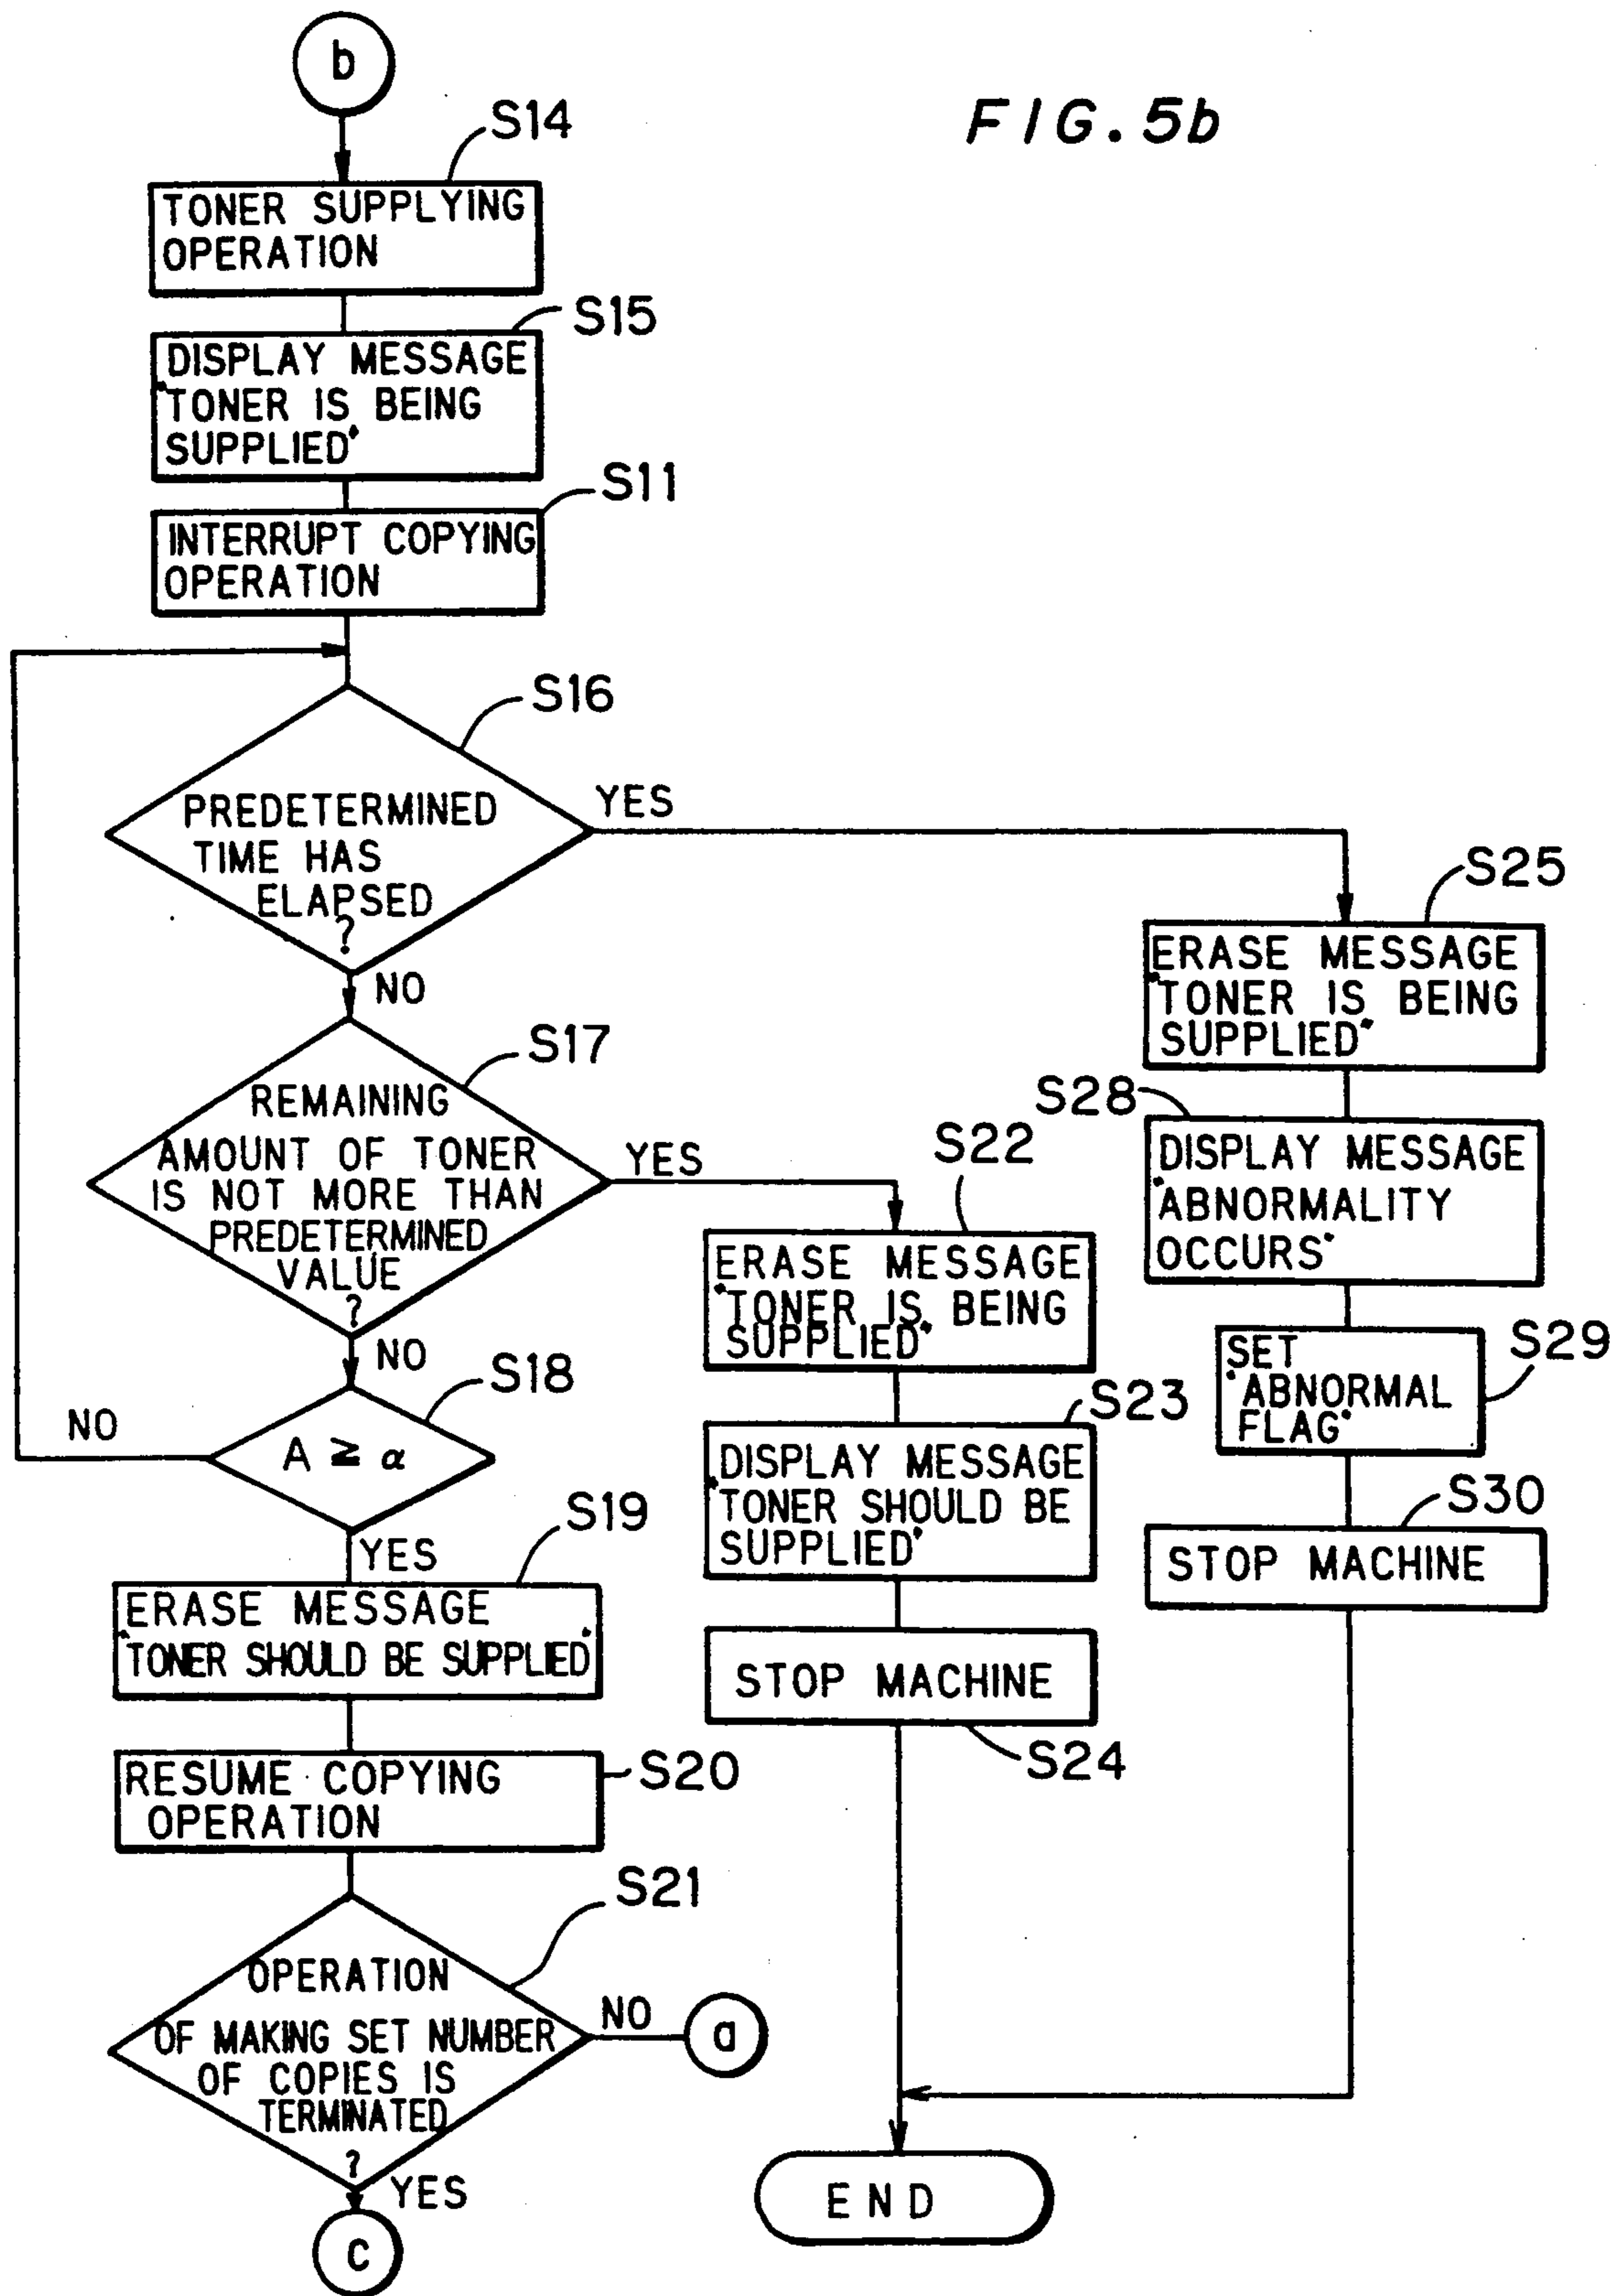 b
FIG. 5b
S14
TONER SUPPLYING
OPERATION
S15
DISPLAY MESSAGE
"TONER IS BEING
SUPPLIED"
S11
INTERRUPT COPYING
OPERATION
S16
PREDETERMINED
TIME HAS
ELAPSED
?
YES
NO
S17
REMAINING
AMOUNT OF TONER
IS NOT MORE THAN
PREDETERMINED
VALUE
?
YES
NO
S18
A ≥ α
NO
YES
S19
ERASE MESSAGE
"TONER SHOULD BE SUPPLIED"
RESUME COPYING
OPERATION
S20
S21
OPERATION
OF MAKING SET NUMBER
OF COPIES IS
TERMINATED
?
NO
a
YES
c
S22
ERASE MESSAGE
"TONER IS BEING
SUPPLIED"
S23
DISPLAY MESSAGE
"TONER SHOULD BE
SUPPLIED"
STOP MACHINE
S24
S25
ERASE MESSAGE
"TONER IS BEING
SUPPLIED"
S28
DISPLAY MESSAGE
"ABNORMALITY
OCCURS"
S29
SET
"ABNORMAL
FLAG"
S30
STOP MACHINE
END